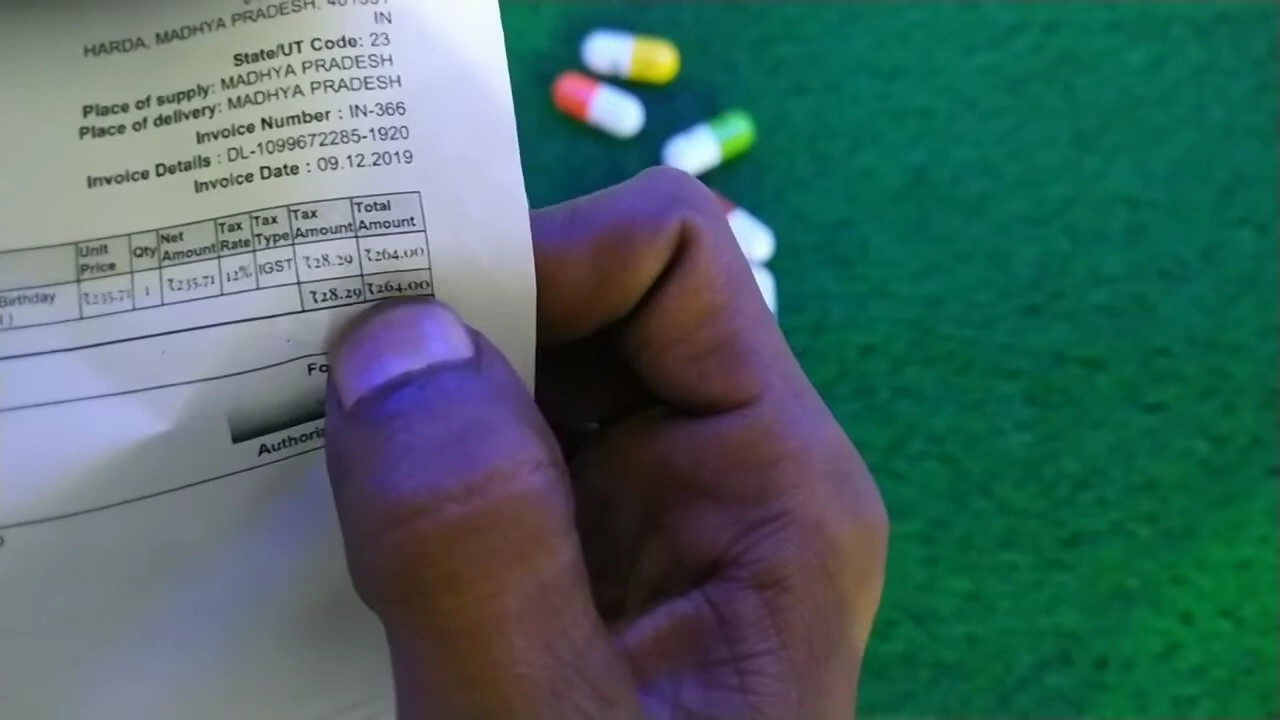 HARDA, MADHYA PRADESH,
IN
State/UT Code: 23
Place of supply: MADHYA PRADESH
Place of delivery: MADHYA PRADESH
Invoice Number : IN-366
Invoice Details : DL-1099672285-1920
Invoice Date : 09.12.2019
Unit Price Qty Net Amount Tax Rate Tax Type Tax Amount Total Amount
Birthday ₹235.71 1 ₹235.71 12% IGST ₹28.29 ₹264.00
₹28.29 ₹264.00